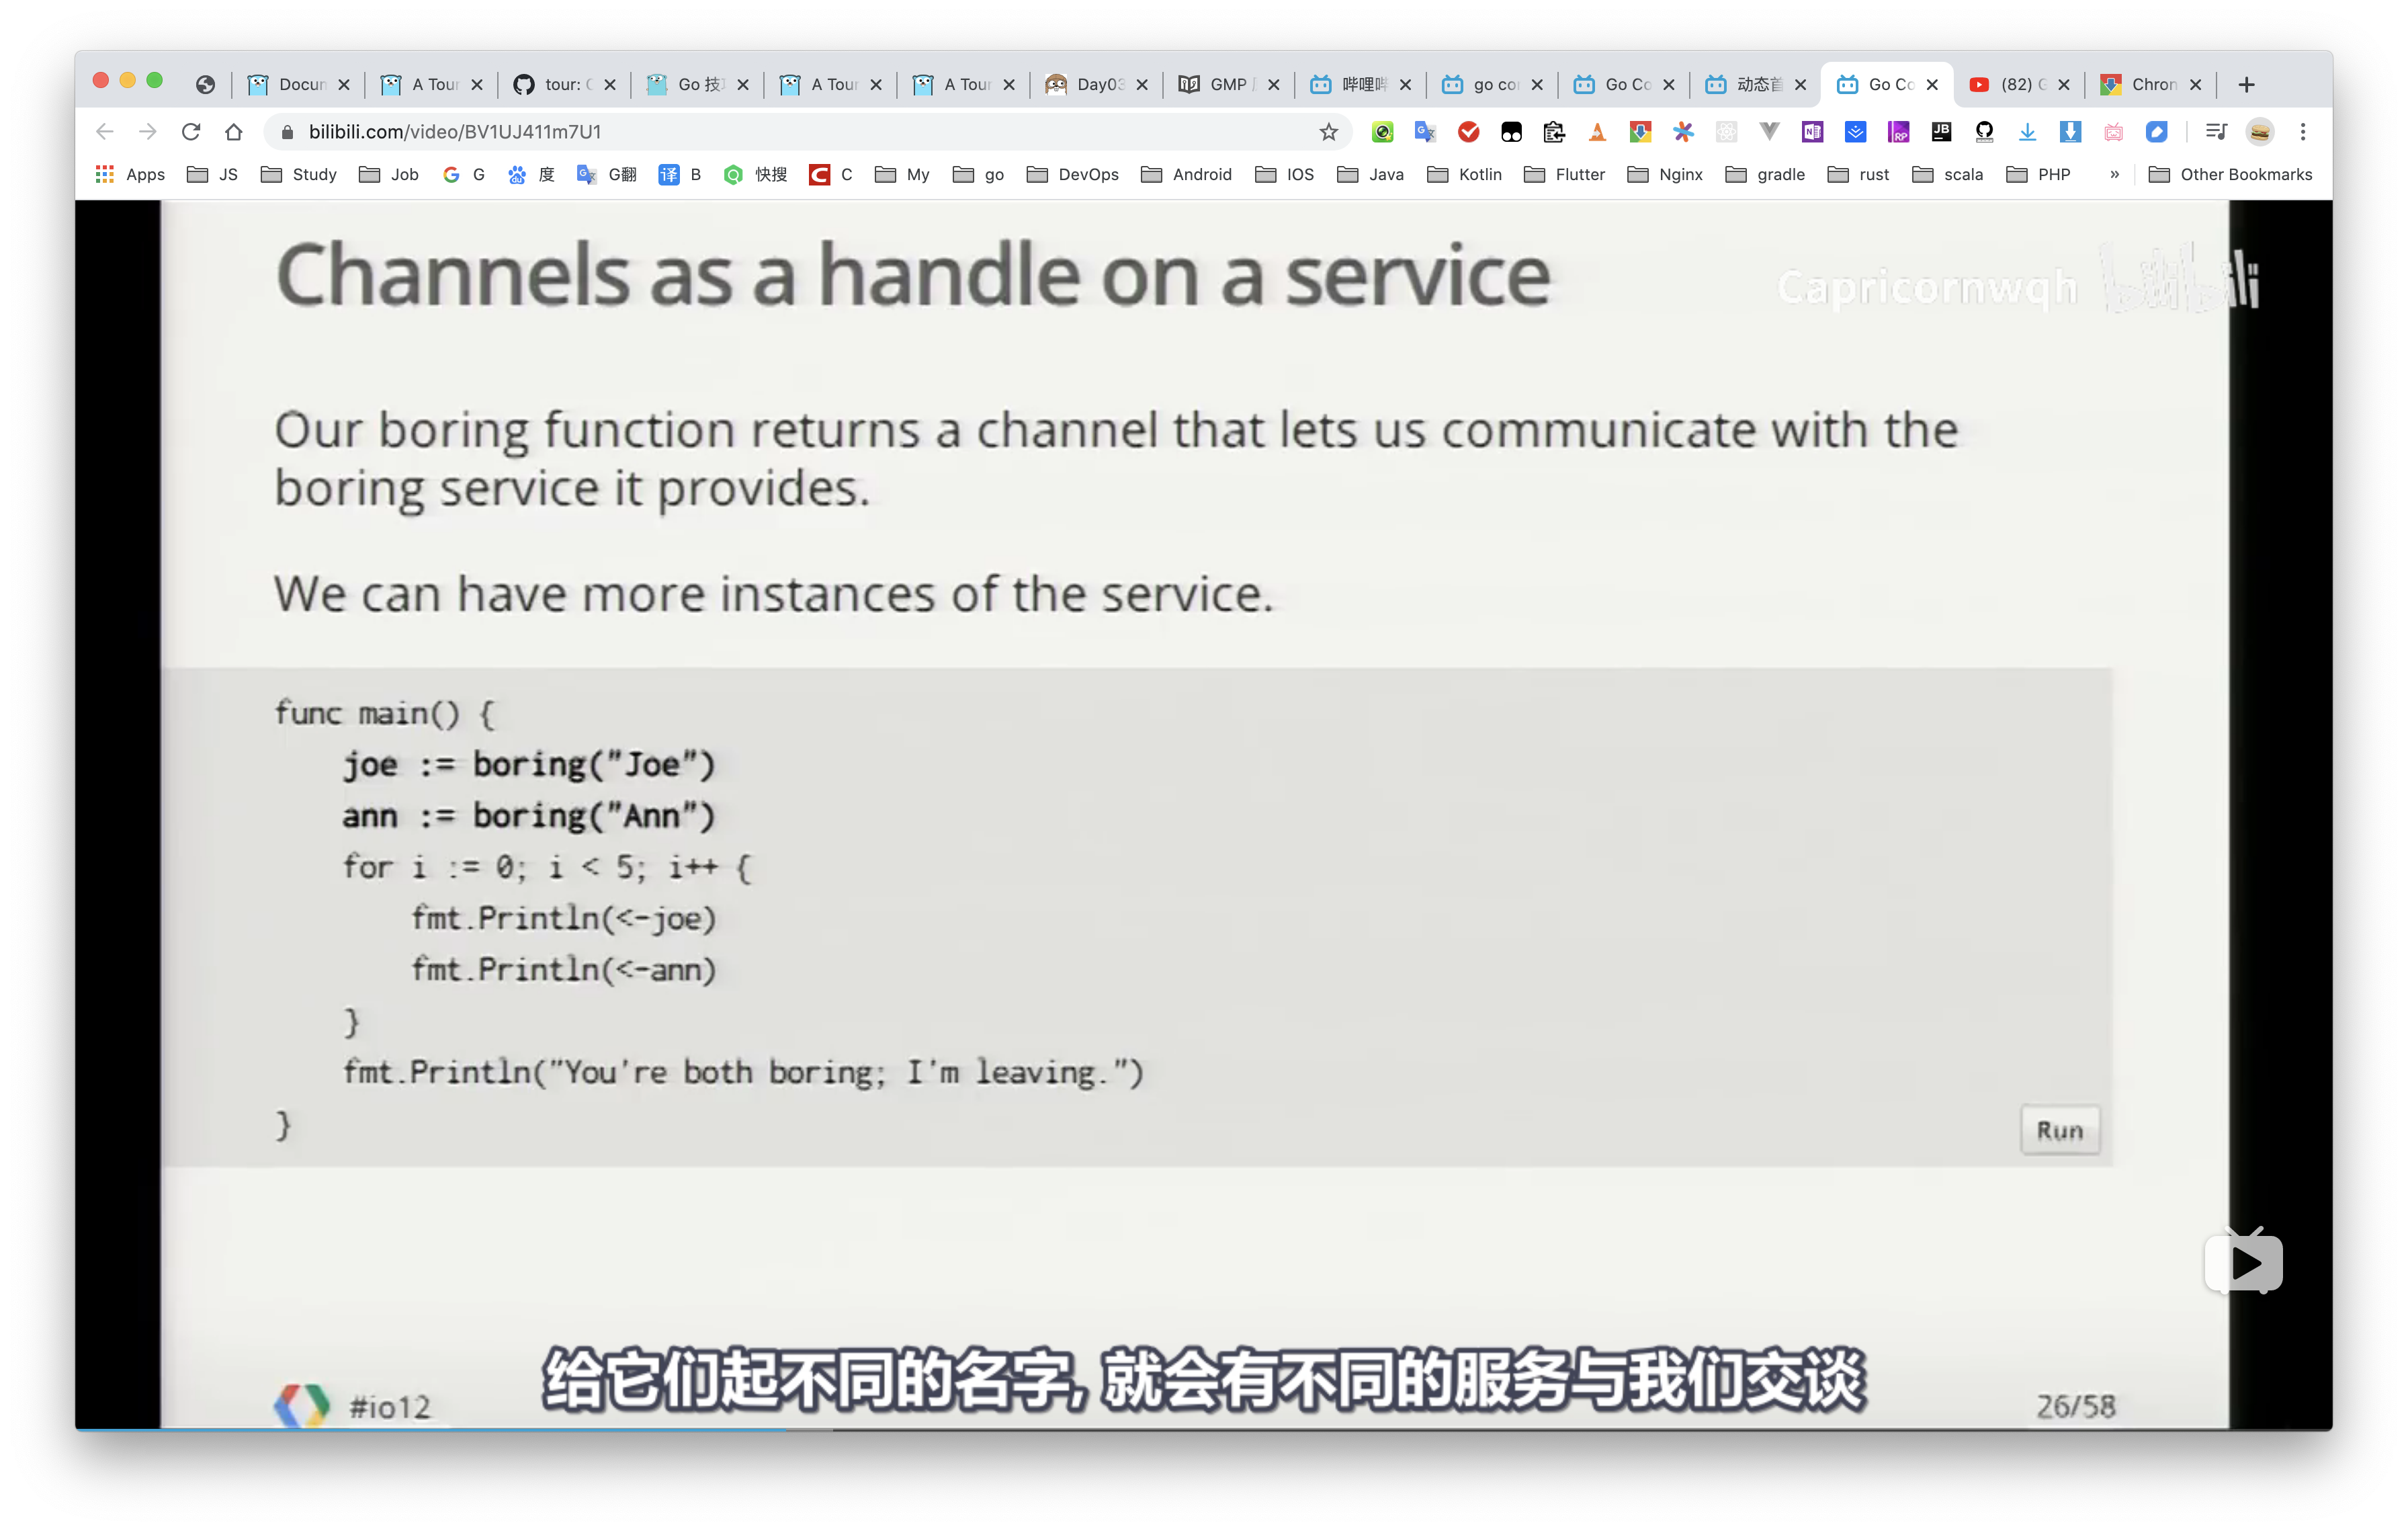 Docun
A Tour
tour: C
Go 技
A Tour
A Tour
Day03
GMP
哔哩哔
go con
Go Co
动态首
Go Co
(82) G
Chron
bilibili.com/video/BV1UJ411m7U1
Apps
JS
Study
Job
G
度
G翻
B
快搜
C
My
go
DevOps
Android
IOS
Java
Kotlin
Flutter
Nginx
gradle
rust
scala
PHP
»
Other Bookmarks
Channels as a handle on a service
Capricornwqh bilibili
Our boring function returns a channel that lets us communicate with the
boring service it provides.
We can have more instances of the service.
func main() {
joe := boring("Joe")
ann := boring("Ann")
for i := 0; i < 5; i++ {
fmt.Println(<-joe)
fmt.Println(<-ann)
}
fmt.Println("You're both boring; I'm leaving.")
}
Run
给它们起不同的名字, 就会有不同的服务与我们交谈
#io12
26/58